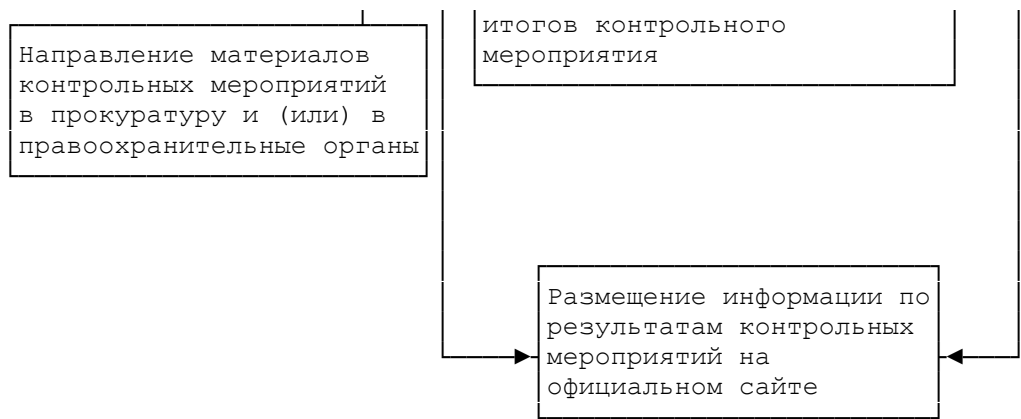 итогов контрольного
мероприятия
Направление материалов
контрольных мероприятий
в прокуратуру и (или) в
правоохранительные органы
Размещение информации по
результатам контрольных
мероприятий на
официальном сайте